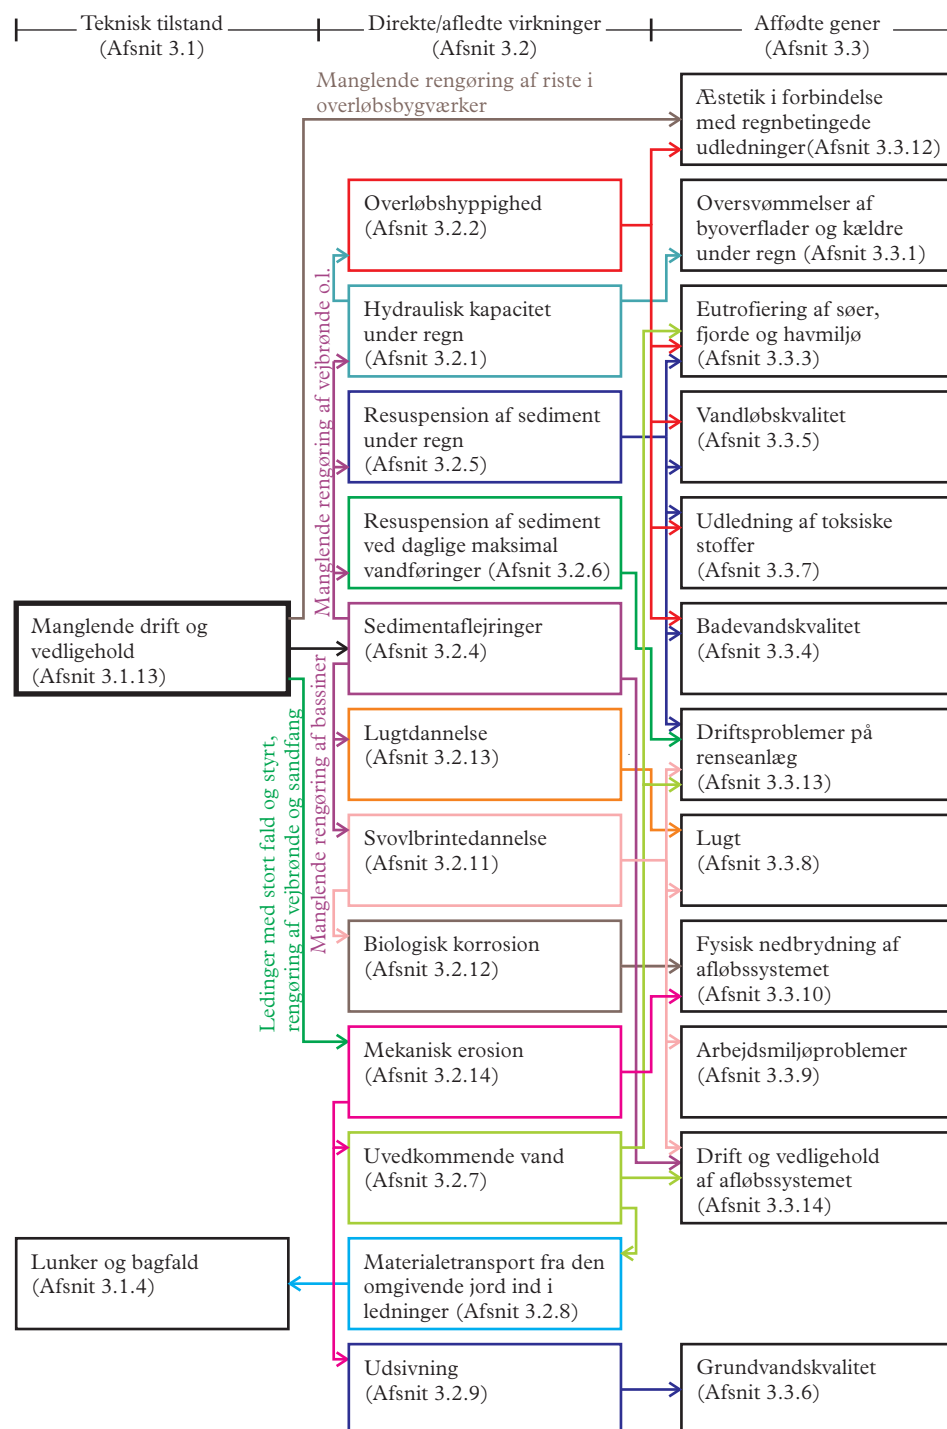 Teknisk tilstand
(Afsnit 3.1)
Direkte/afledte virkninger
(Afsnit 3.2)
Affødte gener
(Afsnit 3.3)
Manglende rengøring af riste i
overløbsbygværker
Æstetik i forbindelse
med regnbetingede
udledninger(Afsnit 3.3.12)
Overløbshyppighed
(Afsnit 3.2.2)
Oversvømmelser af
byoverflader og kældre
under regn (Afsnit 3.3.1)
Manglende rengøring af vejbrønde o.l.
Hydraulisk kapacitet
under regn
(Afsnit 3.2.1)
Eutrofiering af søer,
fjorde og havmiljø
(Afsnit 3.3.3)
Resuspension af sediment
under regn
(Afsnit 3.2.5)
Vandløbskvalitet
(Afsnit 3.3.5)
Resuspension af sediment
ved daglige maksimal
vandføringer (Afsnit 3.2.6)
Udledning af toksiske
stoffer
(Afsnit 3.3.7)
Manglende drift og
vedligehold
(Afsnit 3.1.13)
Sedimentaflejringer
(Afsnit 3.2.4)
Badevandskvalitet
(Afsnit 3.3.4)
Manglende rengøring af bassiner
Lugtdannelse
(Afsnit 3.2.13)
Driftsproblemer på
renseanlæg
(Afsnit 3.3.13)
Ledinger med stort fald og styrt,
rengøring af vejbrønde og sandfang
Svovlbrintedannelse
(Afsnit 3.2.11)
Lugt
(Afsnit 3.3.8)
Biologisk korrosion
(Afsnit 3.2.12)
Fysisk nedbrydning af
afløbssystemet
(Afsnit 3.3.10)
Mekanisk erosion
(Afsnit 3.2.14)
Arbejdsmiljøproblemer
(Afsnit 3.3.9)
Uvedkommende vand
(Afsnit 3.2.7)
Drift og vedligehold
af afløbssystemet
(Afsnit 3.3.14)
Lunker og bagfald
(Afsnit 3.1.4)
Materialetransport fra den
omgivende jord ind i
ledninger (Afsnit 3.2.8)
Udsivning
(Afsnit 3.2.9)
Grundvandskvalitet
(Afsnit 3.3.6)